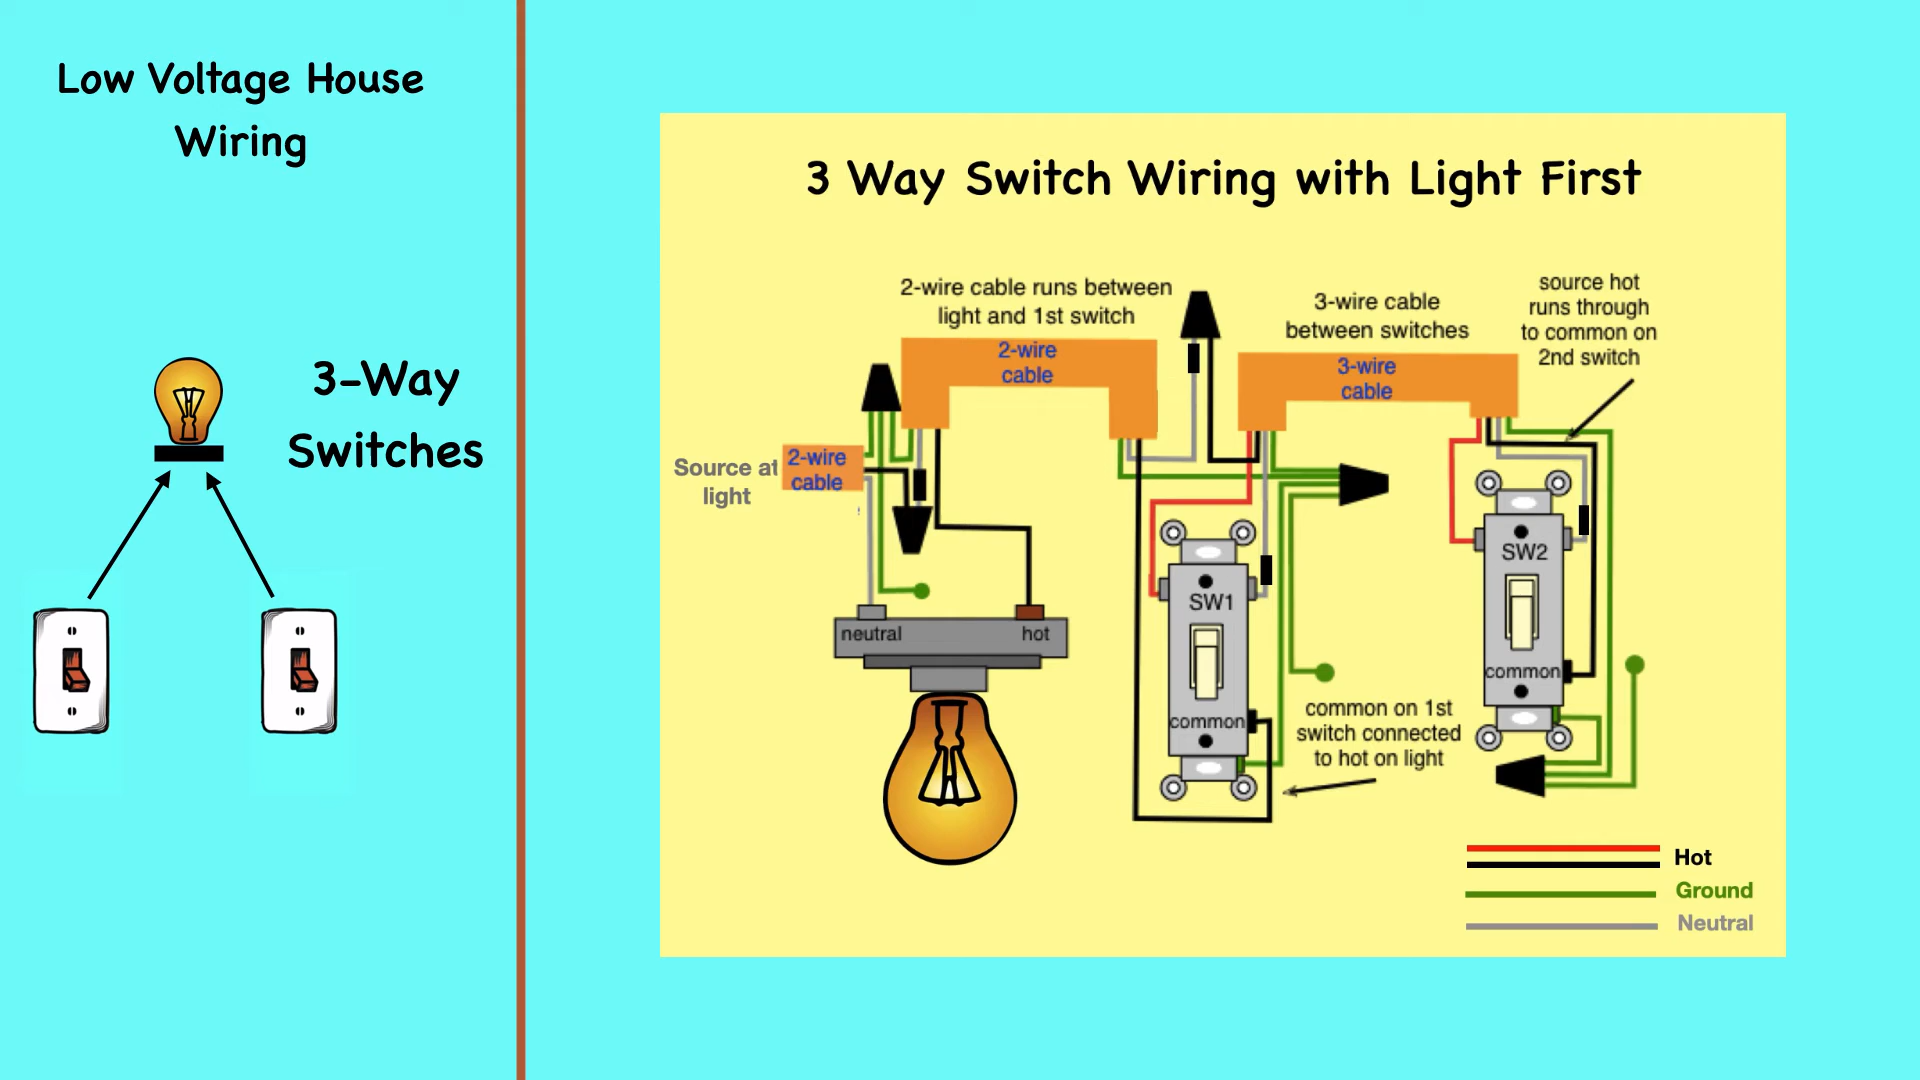 Low Voltage House
Wiring
3-Way
Switches
3 Way Switch Wiring with Light First
2-wire cable runs between
light and 1st switch
3-wire cable
between switches
source hot
runs through
to common on
2nd switch
2-wire
cable
3-wire
cable
Source at
light
2-wire
cable
neutral
hot
SW1
common
SW2
common
common on 1st
switch connected
to hot on light
Hot
Ground
Neutral